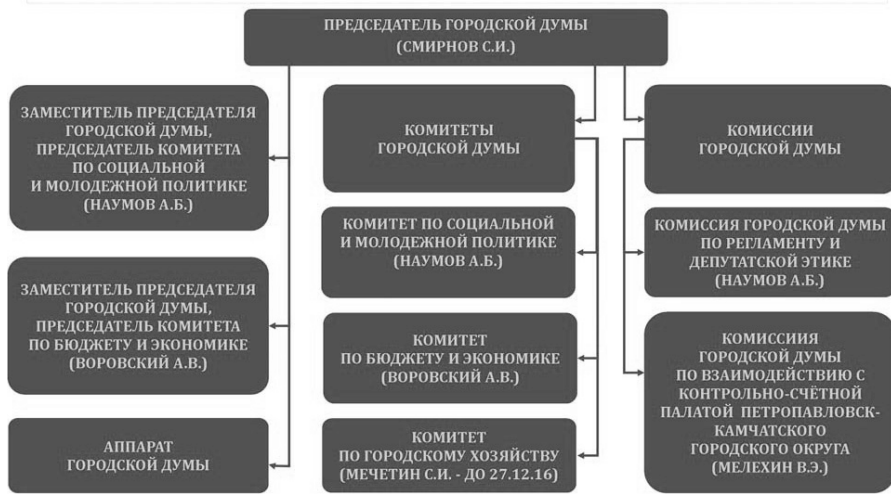 ПРЕДСЕДАТЕЛЬ ГОРОДСКОЙ ДУМЫ
(СМИРНОВ С.И.)
ЗАМЕСТИТЕЛЬ ПРЕДСЕДАТЕЛЯ
ГОРОДСКОЙ ДУМЫ,
ПРЕДСЕДАТЕЛЬ КОМИТЕТА
ПО СОЦИАЛЬНОЙ
И МОЛОДЕЖНОЙ ПОЛИТИКЕ
(НАУМОВ А.Б.)
ЗАМЕСТИТЕЛЬ ПРЕДСЕДАТЕЛЯ
ГОРОДСКОЙ ДУМЫ,
ПРЕДСЕДАТЕЛЬ КОМИТЕТА
ПО БЮДЖЕТУ И ЭКОНОМИКЕ
(ВОРОВСКИЙ А.В.)
АППАРАТ
ГОРОДСКОЙ ДУМЫ
КОМИТЕТЫ
ГОРОДСКОЙ ДУМЫ
КОМИТЕТ ПО СОЦИАЛЬНОЙ
И МОЛОДЕЖНОЙ ПОЛИТИКЕ
(НАУМОВ А.Б.)
КОМИТЕТ
ПО БЮДЖЕТУ И ЭКОНОМИКЕ
(ВОРОВСКИЙ А.В.)
КОМИТЕТ
ПО ГОРОДСКОМУ ХОЗЯЙСТВУ
(МЕЧЕТИН С.И. - ДО 27.12.16)
КОМИССИИ
ГОРОДСКОЙ ДУМЫ
КОМИССИЯ ГОРОДСКОЙ ДУМЫ
ПО РЕГЛАМЕНТУ И
ДЕПУТАТСКОЙ ЭТИКЕ
(НАУМОВ А.Б.)
КОМИССИИЯ
ГОРОДСКОЙ ДУМЫ
ПО ВЗАИМОДЕЙСТВИЮ С
КОНТРОЛЬНО-СЧЁТНОЙ
ПАЛАТОЙ ПЕТРОПАВЛОВСК-
КАМЧАТСКОГО
ГОРОДСКОГО ОКРУГА
(МЕЛЕХИН В.Э.)